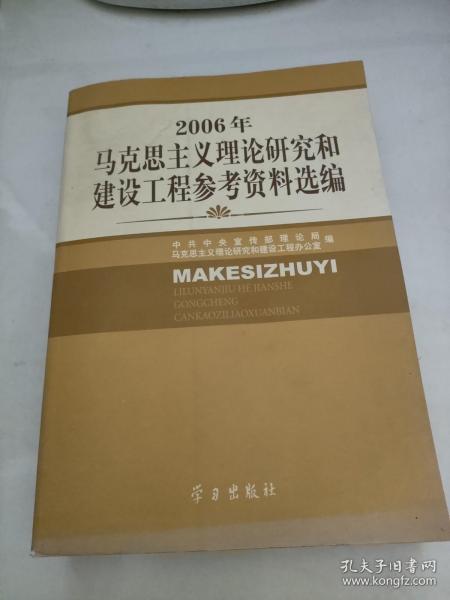 2006年
马克思主义理论研究和
建设工程参考资料选编
中共中央宣传部理论局
马克思主义理论研究和建设工程办公室
编
MAKESIZHUYI
LILUNYANJIU HE JIANSHE
GONGCHENG
CANKAOZILIAOXUANBIAN
学习出版社
孔夫子旧书网
www.kongfz.com